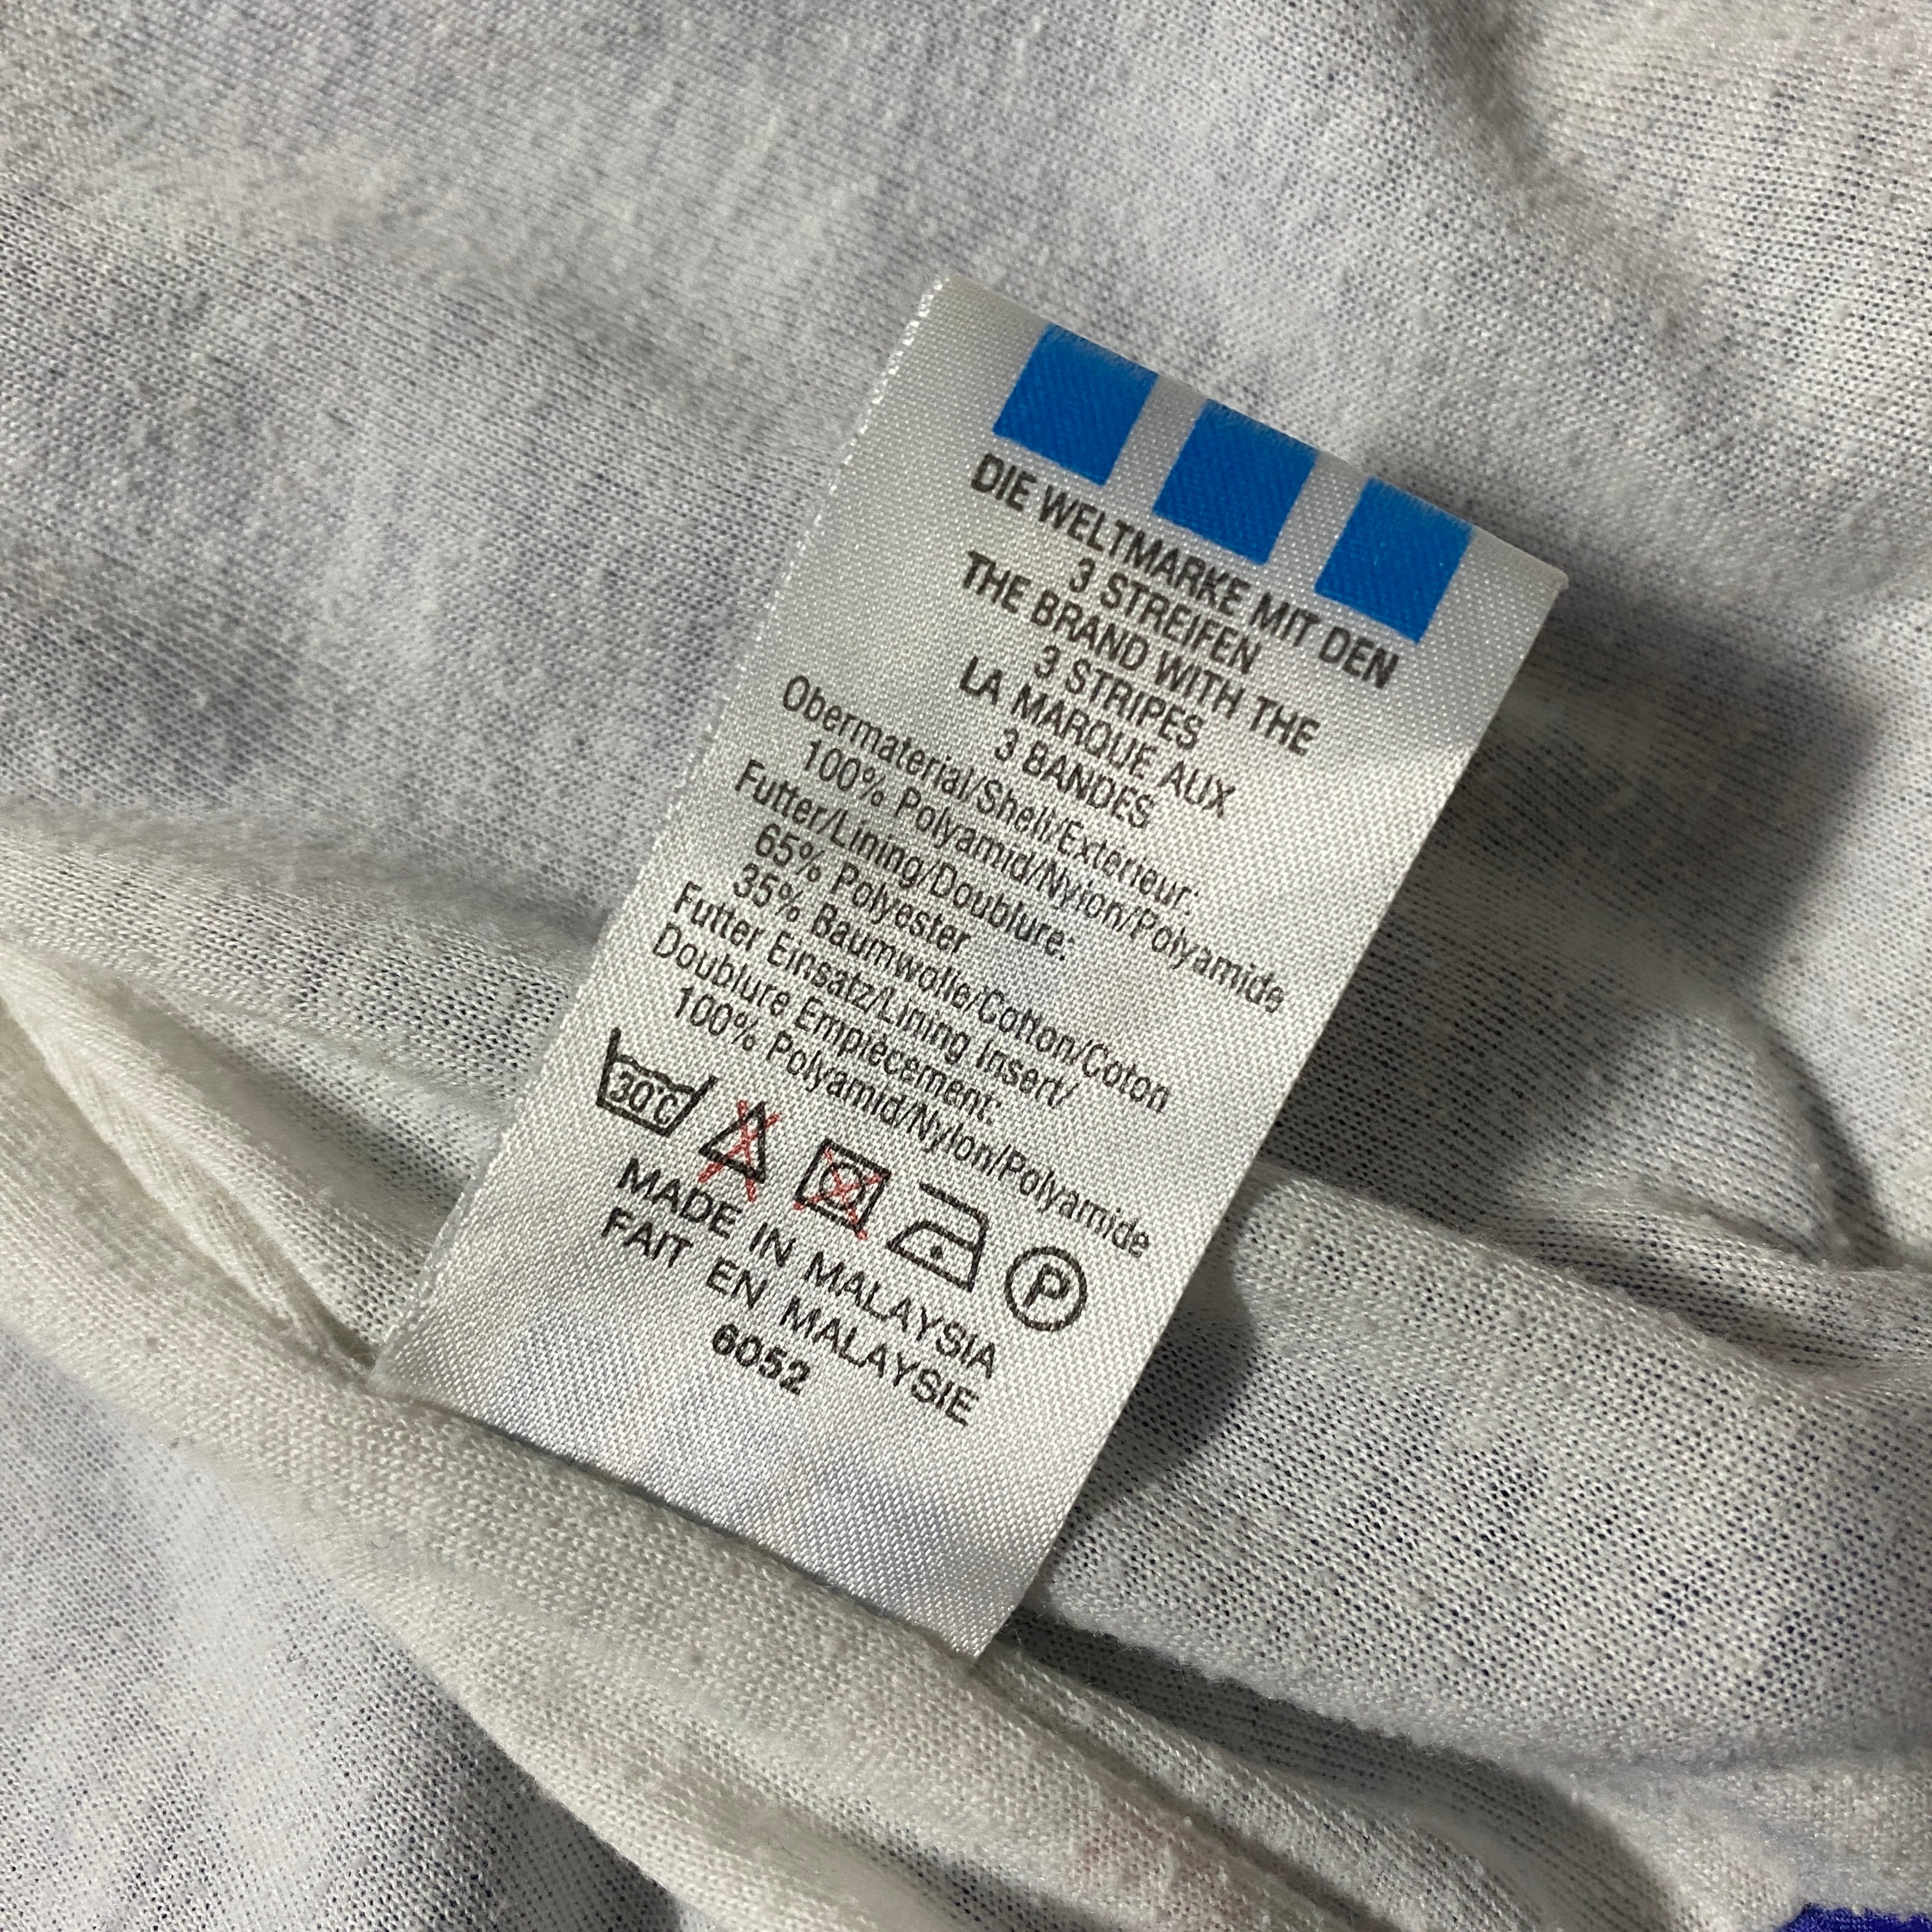 DIE WELTMARKE MIT DEN
3 STREIFEN
THE BRAND WITH THE
3 STRIPES
LA MARQUE AUX
3 BANDES
Obermaterial/Shell/Exterieur:
100% Polyamid/Nylon/Polyamide
Futter/Lining/Doublure:
65% Polyester
35% Baumwolle/Cotton/Coton
Futter Einsatz/Lining Insert/
Doublure Empiècement:
100% Polyamid/Nylon/Polyamide
30°C P
MADE IN MALAYSIA
FAIT EN MALAYSIE
6052